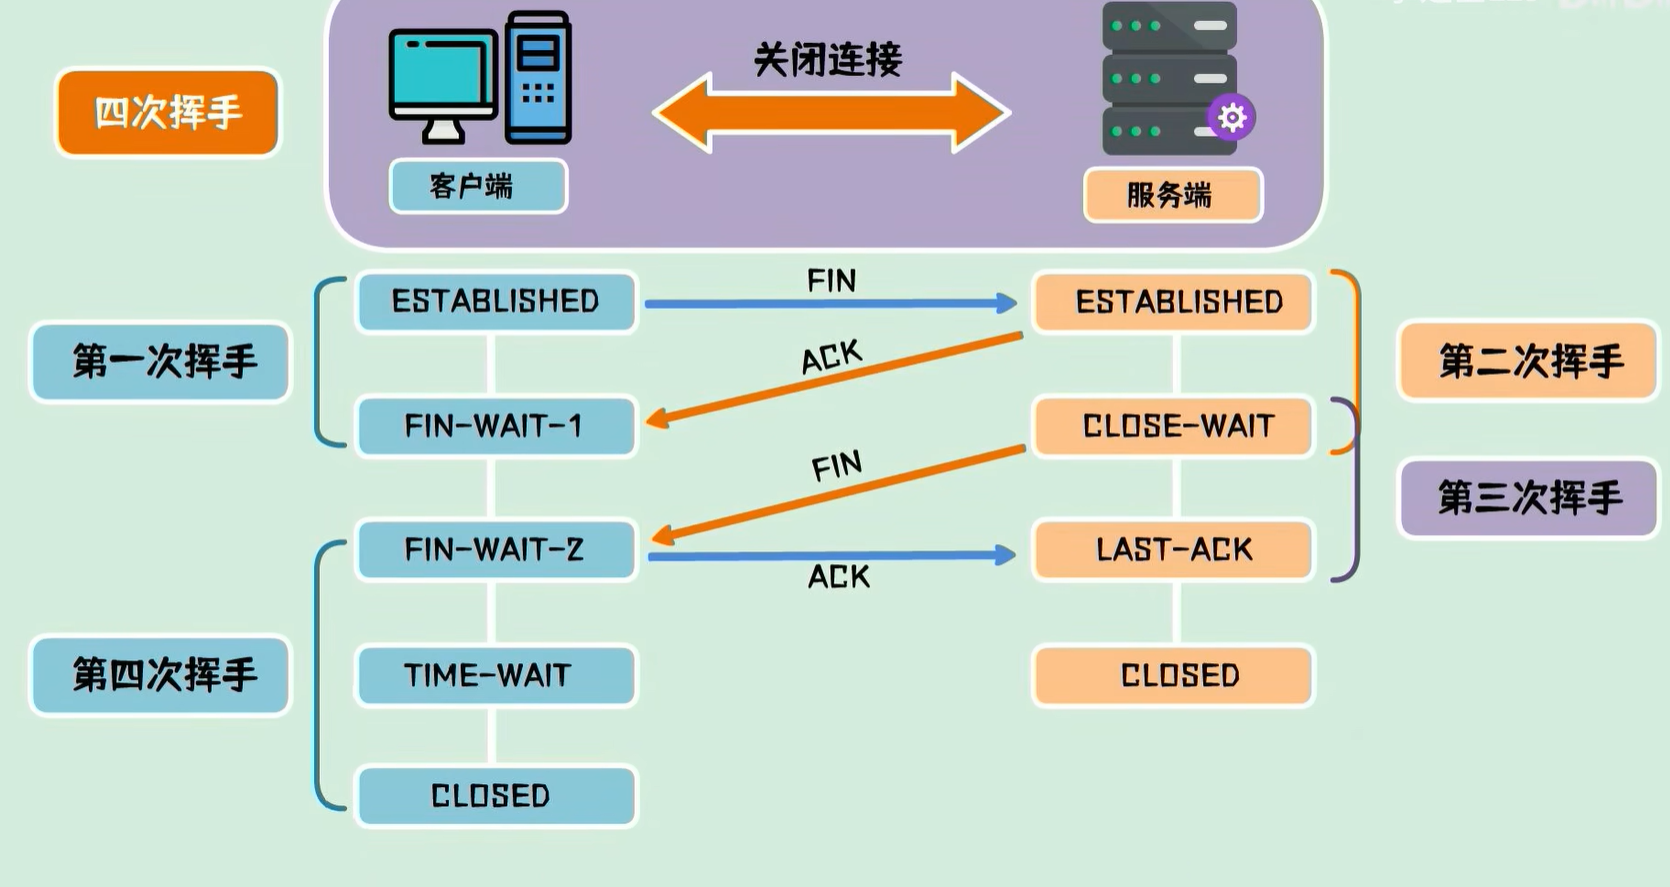 四次挥手
关闭连接
客户端
服务端
ESTABLISHED
FIN
ESTABLISHED
第一次挥手
ACK
第二次挥手
FIN-WAIT-1
CLOSE-WAIT
FIN
第三次挥手
FIN-WAIT-2
LAST-ACK
ACK
第四次挥手
TIME-WAIT
CLOSED
CLOSED